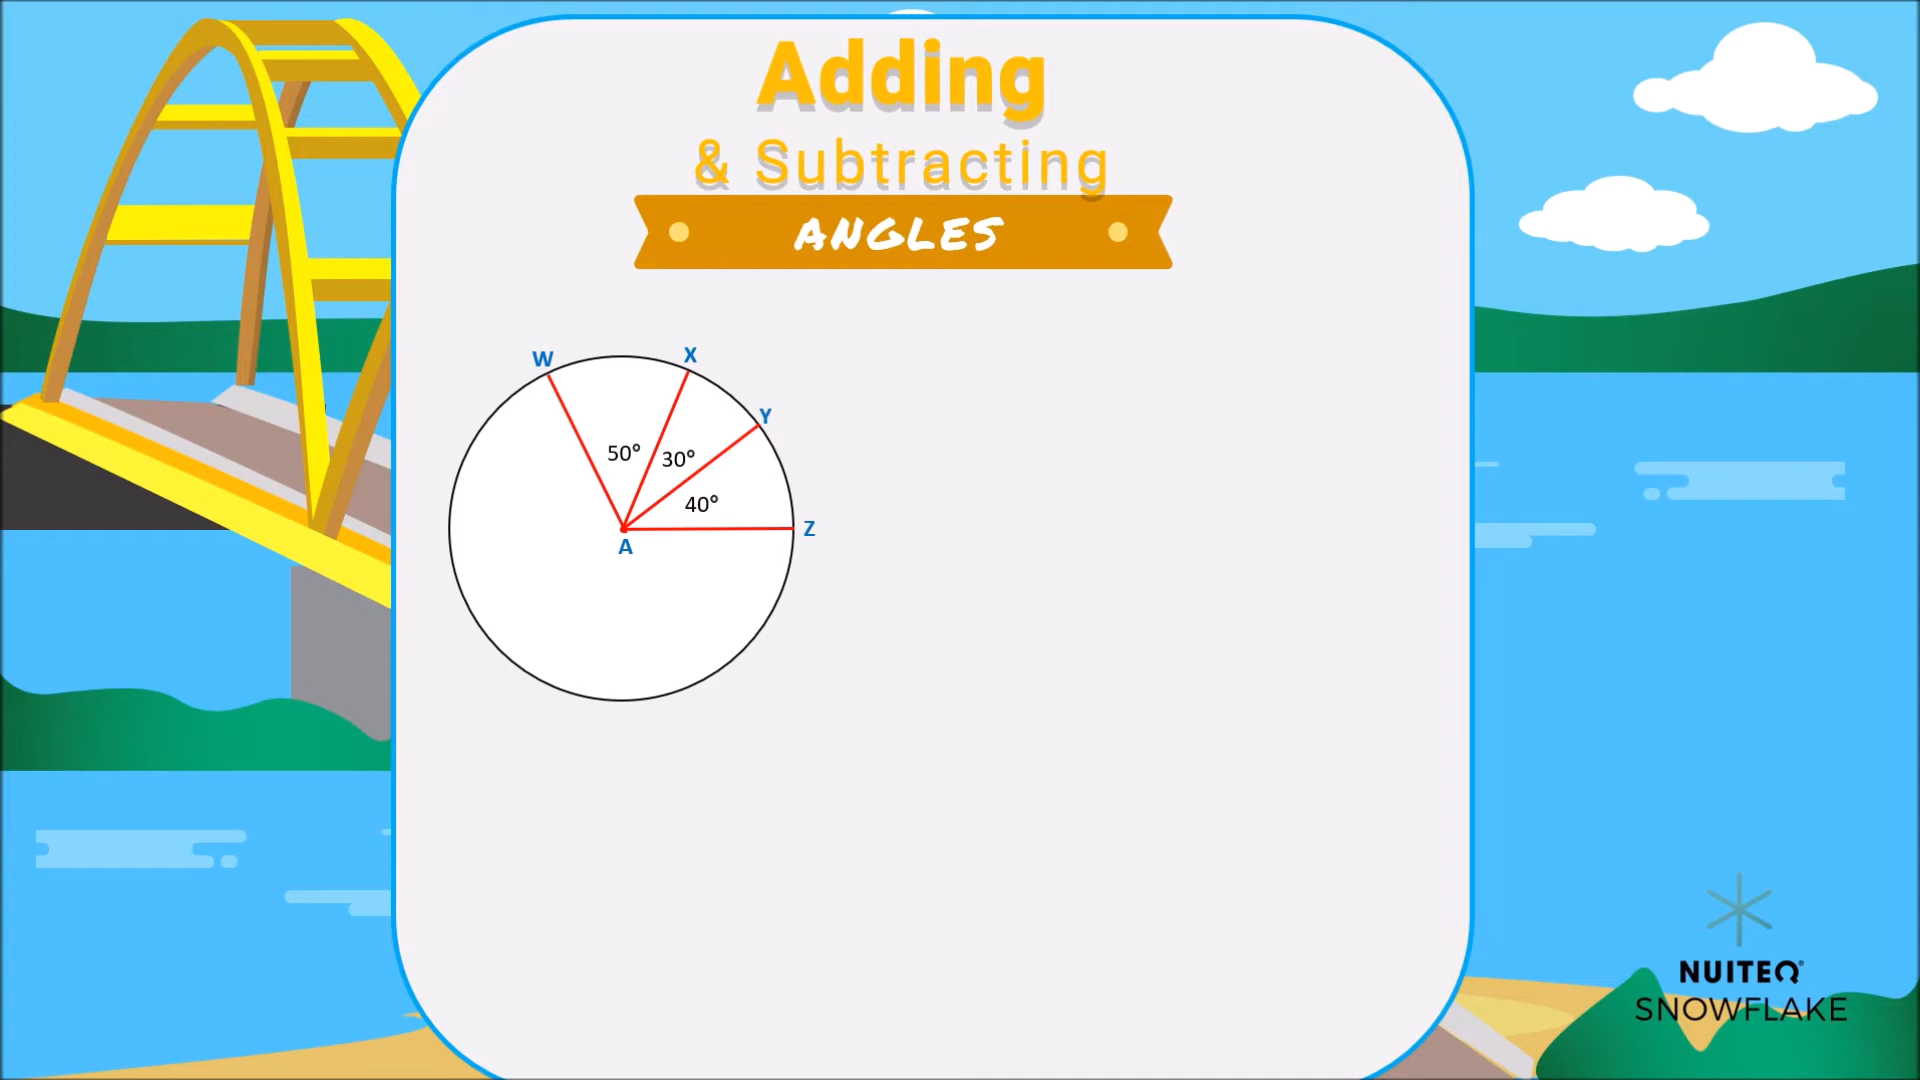 Adding
& Subtracting
ANGLES
W
X
Y
50°
30°
40°
Z
A
NUITEQ®
SNOWFLAKE